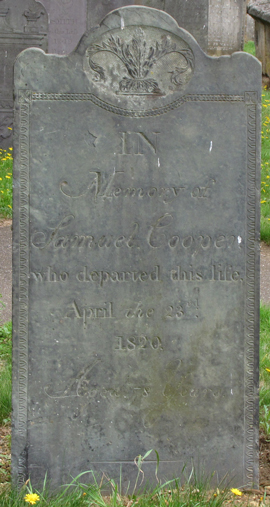 IN
Memory of
Samuel Cooper
who departed this life
April the 23d
1820